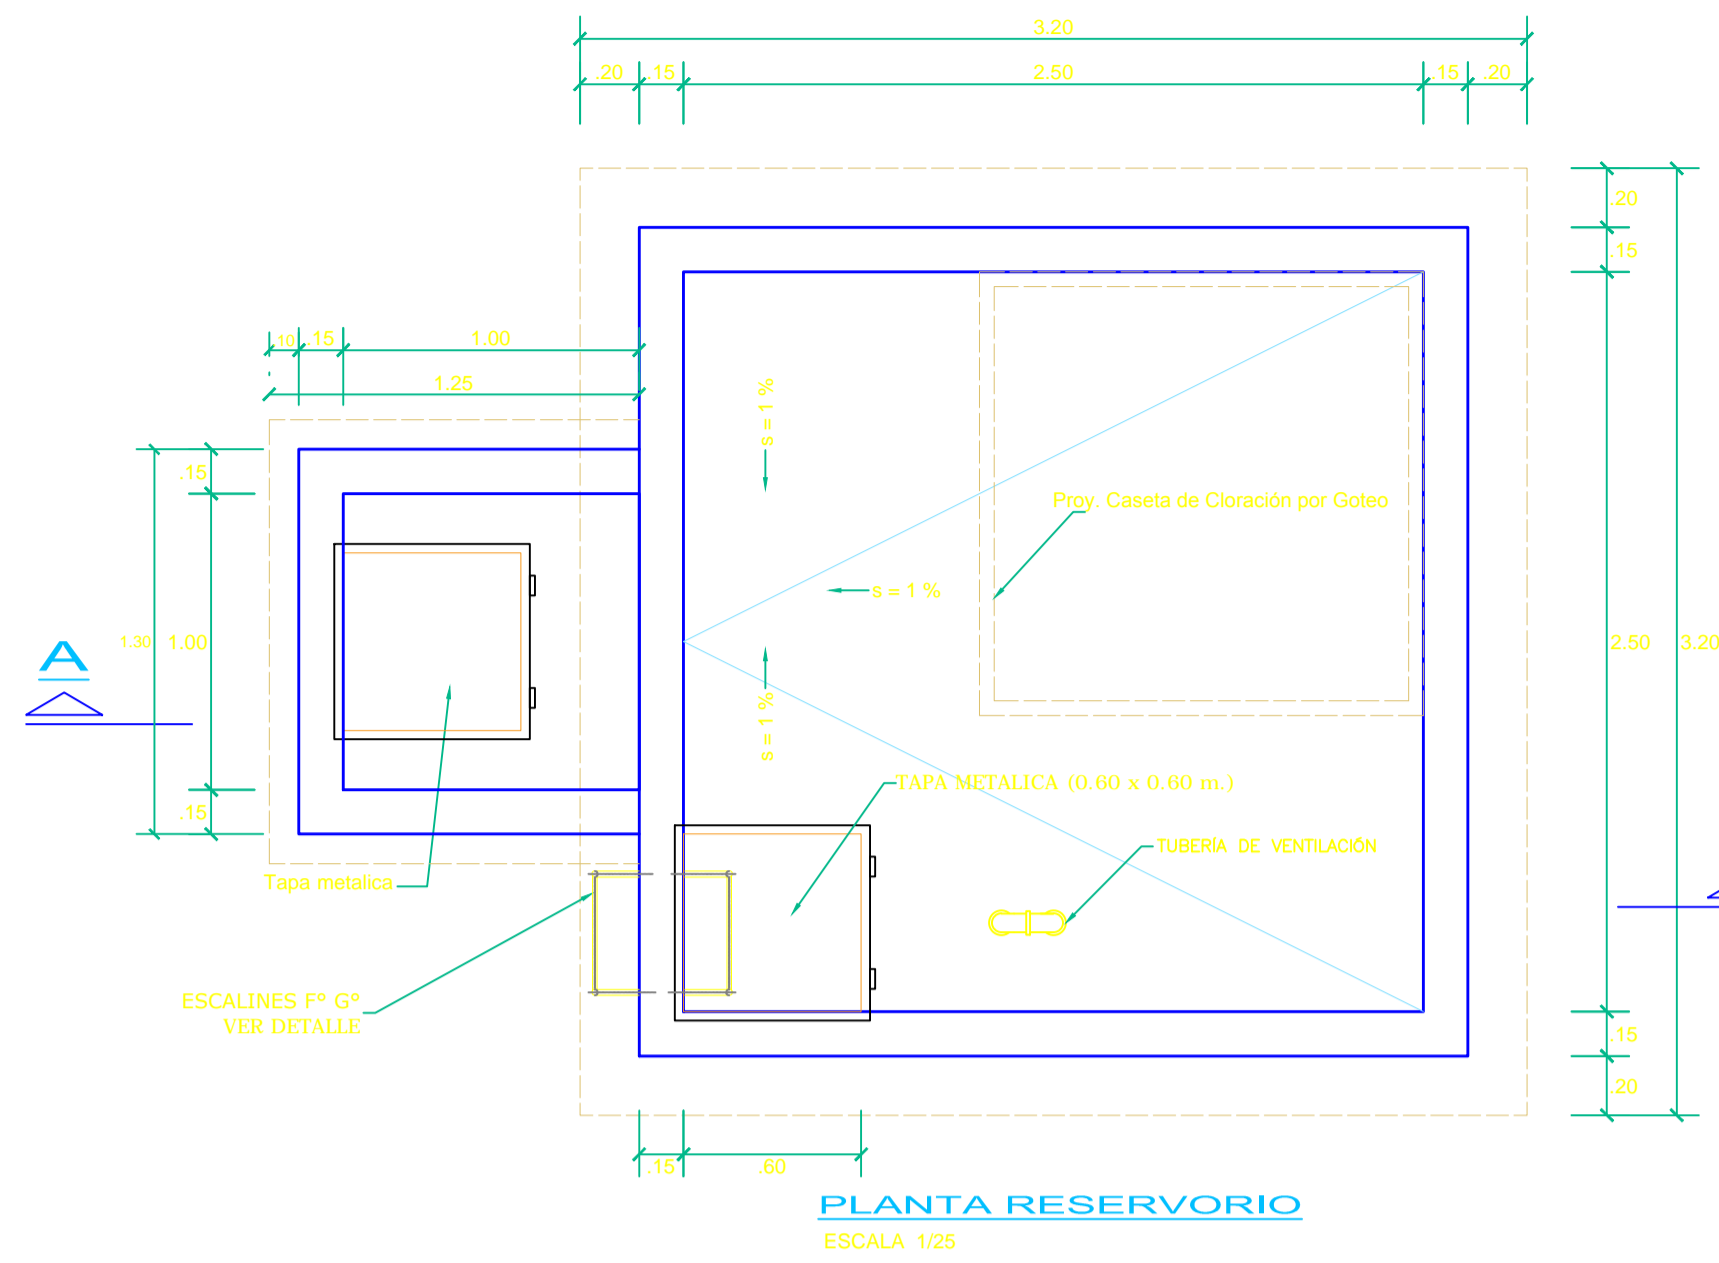 3.20
.20 .15 2.50 .15 .20
.20
.15
.10 .15 1.00
1.25
s = 1 %
.15
Proy. Caseta de Cloración por Goteo
s = 1 %
A
1.30 1.00
2.50 3.20
s = 1 %
TAPA METALICA (0.60 x 0.60 m.)
.15
TUBERÍA DE VENTILACIÓN
Tapa metalica
ESCALINES Fº Gº
VER DETALLE
.15
.20
.15 .60
PLANTA RESERVORIO
ESCALA 1/25